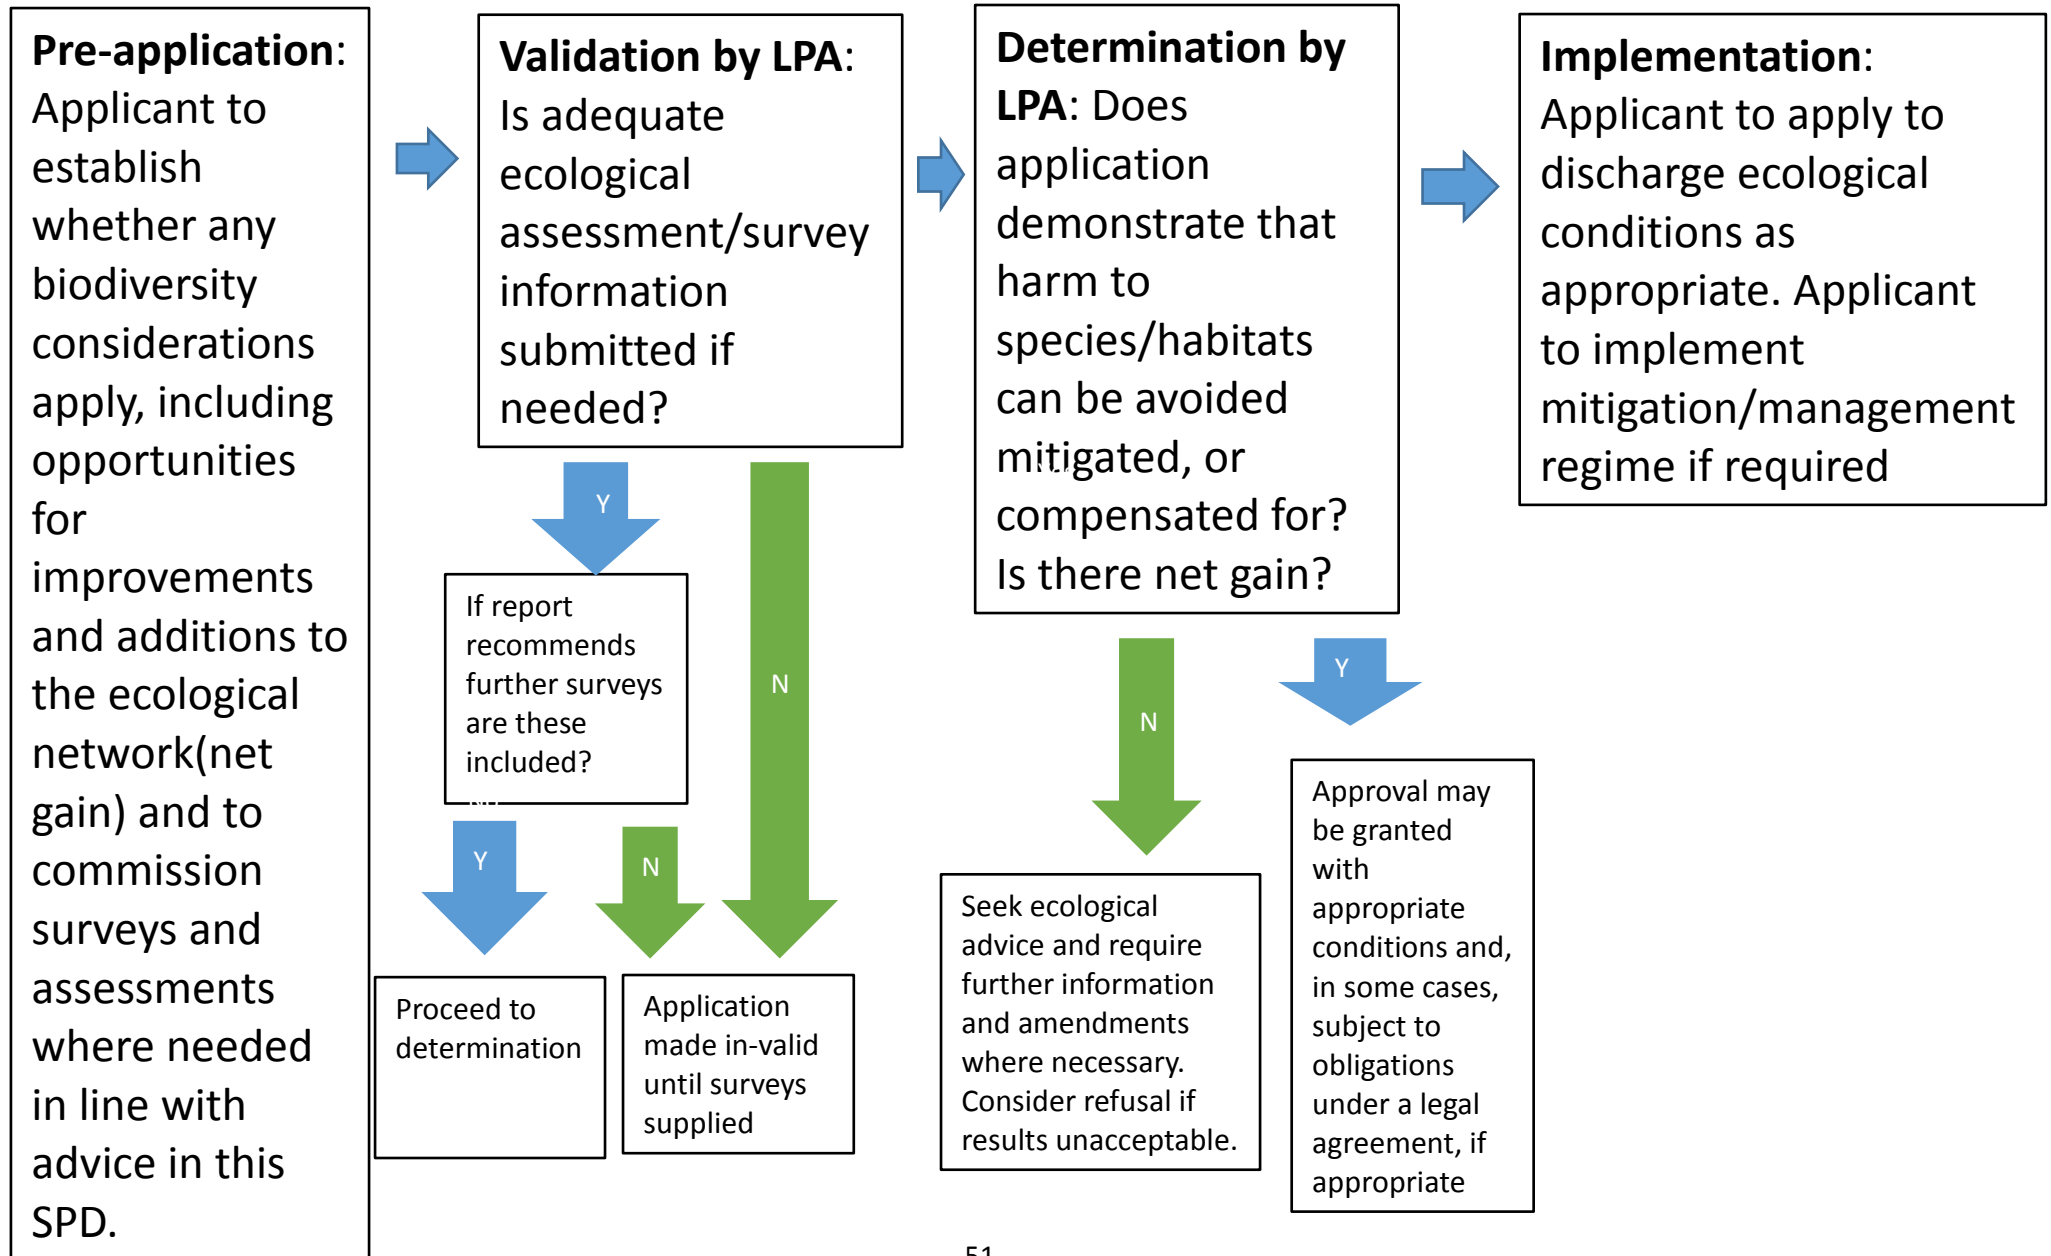 Pre-application:
Applicant to
establish
whether any
biodiversity
considerations
apply, including
opportunities
for
improvements
and additions to
the ecological
network(net
gain) and to
commission
surveys and
assessments
where needed
in line with
advice in this
SPD.
Validation by LPA:
Is adequate
ecological
assessment/survey
information
submitted if
needed?
Y
N
If report
recommends
further surveys
are these
included?
Y
N
Proceed to
determination
Application
made in-valid
until surveys
supplied
Determination by
LPA: Does
application
demonstrate that
harm to
species/habitats
can be avoided
mitigated, or
compensated for?
Is there net gain?
N
Y
Seek ecological
advice and require
further information
and amendments
where necessary.
Consider refusal if
results unacceptable.
Approval may
be granted
with
appropriate
conditions and,
in some cases,
subject to
obligations
under a legal
agreement, if
appropriate
Implementation:
Applicant to apply to
discharge ecological
conditions as
appropriate. Applicant
to implement
mitigation/management
regime if required
51